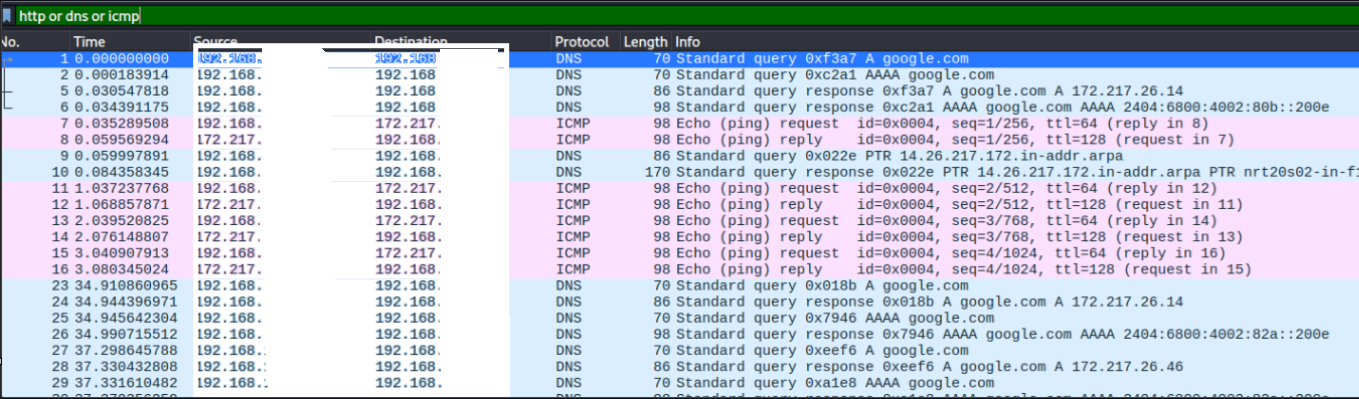 http or dns or icmp
No. Time Source Destination Protocol Length Info
1 0.000000000 192.168. 192.168 DNS 70 Standard query 0xf3a7 A google.com
2 0.000183914 192.168. 192.168 DNS 70 Standard query 0xc2a1 AAAA google.com
5 0.030547818 192.168. 192.168 DNS 86 Standard query response 0xf3a7 A google.com A 172.217.26.14
6 0.034391175 192.168. 192.168 DNS 98 Standard query response 0xc2a1 AAAA google.com AAAA 2404:6800:4002:80b::200e
7 0.035289508 192.168. 172.217. ICMP 98 Echo (ping) request id=0x0004, seq=1/256, ttl=64 (reply in 8)
8 0.059569294 172.217. 192.168. ICMP 98 Echo (ping) reply id=0x0004, seq=1/256, ttl=128 (request in 7)
9 0.059997891 192.168. 192.168. DNS 86 Standard query 0x022e PTR 14.26.217.172.in-addr.arpa
10 0.084358345 192.168. 192.168. DNS 170 Standard query response 0x022e PTR 14.26.217.172.in-addr.arpa PTR nrt20s02-in-f1
11 1.037237768 192.168. 172.217. ICMP 98 Echo (ping) request id=0x0004, seq=2/512, ttl=64 (reply in 12)
12 1.068857871 172.217. 192.168. ICMP 98 Echo (ping) reply id=0x0004, seq=2/512, ttl=128 (request in 11)
13 2.039520825 192.168. 172.217. ICMP 98 Echo (ping) request id=0x0004, seq=3/768, ttl=64 (reply in 14)
14 2.076148807 172.217. 192.168. ICMP 98 Echo (ping) reply id=0x0004, seq=3/768, ttl=128 (request in 13)
15 3.040907913 192.168. 172.217. ICMP 98 Echo (ping) request id=0x0004, seq=4/1024, ttl=64 (reply in 16)
16 3.080345024 172.217. 192.168. ICMP 98 Echo (ping) reply id=0x0004, seq=4/1024, ttl=128 (request in 15)
23 34.910860965 192.168. 192.168. DNS 70 Standard query 0x018b A google.com
24 34.944396971 192.168. 192.168. DNS 86 Standard query response 0x018b A google.com A 172.217.26.14
25 34.945642304 192.168. 192.168. DNS 70 Standard query 0x7946 AAAA google.com
26 34.990715512 192.168. 192.168. DNS 98 Standard query response 0x7946 AAAA google.com AAAA 2404:6800:4002:82a::200e
27 37.298645788 192.168. 192.168. DNS 70 Standard query 0xeef6 A google.com
28 37.330432808 192.168. 192.168. DNS 86 Standard query response 0xeef6 A google.com A 172.217.26.46
29 37.331610482 192.168. 192.168. DNS 70 Standard query 0xa1e8 AAAA google.com